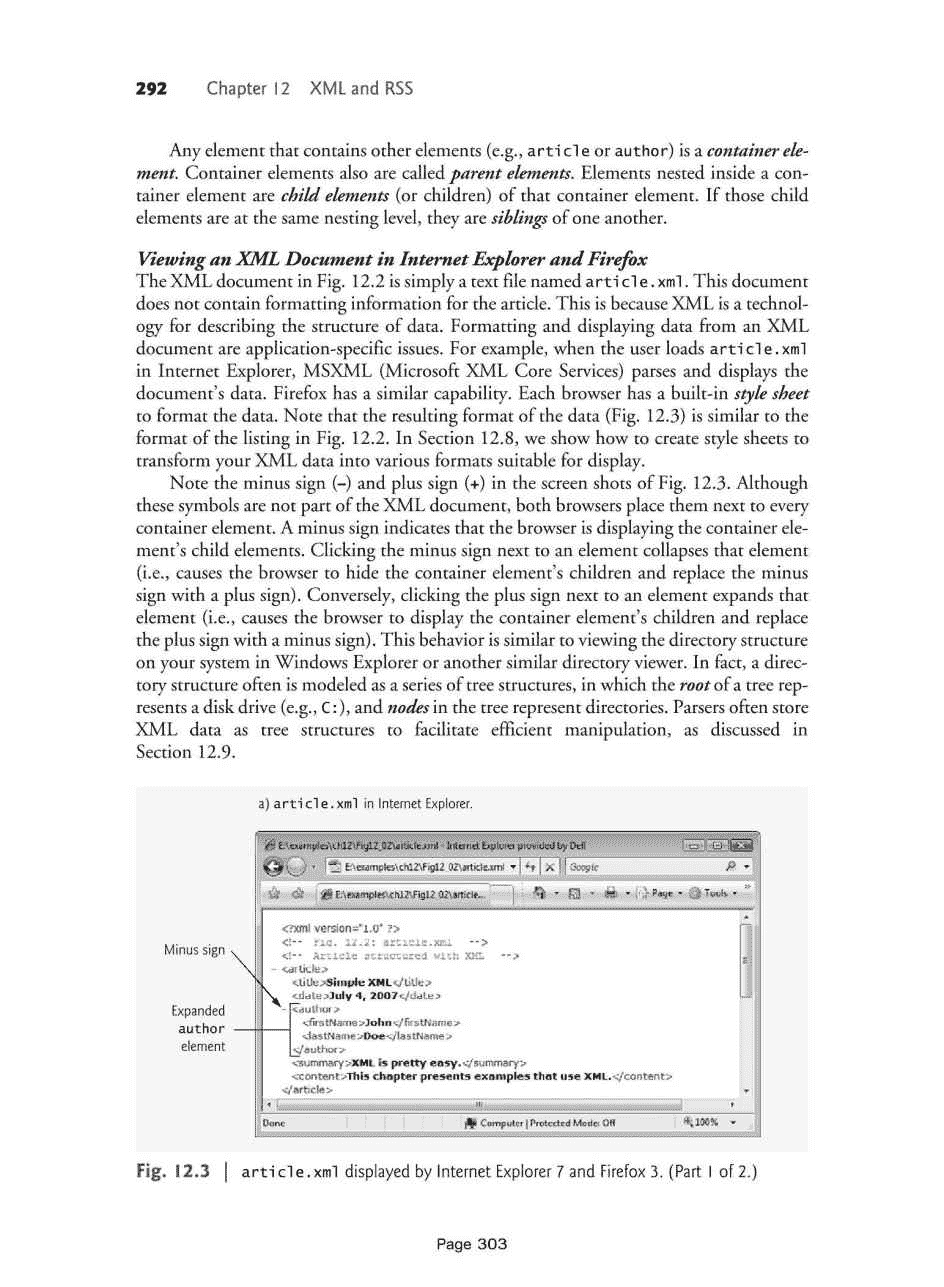 292 Chapter 12 XML and RSS
Any element that contains other elements (e.g., article or author) is a container ele-
ment. Container elements also are called parent elements. Elements nested inside a con-
tainer element are child elements (or children) of that container element. If those child
elements are at the same nesting level, they are siblings of one another.
Viewing an XML Document in Internet Explorer and Firefox
The XML document in Fig. 12.2 is simply a text file named article.xml. This document
does not contain formatting information for the article. This is because XML is a technol-
ogy for describing the structure of data. Formatting and displaying data from an XML
document are application-specific issues. For example, when the user loads article.xml
in Internet Explorer, MSXML (Microsoft XML Core Services) parses and displays the
document's data. Firefox has a similar capability. Each browser has a built-in style sheet
to format the data. Note that the resulting format of the data (Fig. 12.3) is similar to the
format of the listing in Fig. 12.2. In Section 12.8, we show how to create style sheets to
transform your XML data into various formats suitable for display.
Note the minus sign (–) and plus sign (+) in the screen shots of Fig. 12.3. Although
these symbols are not part of the XML document, both browsers place them next to every
container element. A minus sign indicates that the browser is displaying the container ele-
ment's child elements. Clicking the minus sign next to an element collapses that element
(i.e., causes the browser to hide the container element's children and replace the minus
sign with a plus sign). Conversely, clicking the plus sign next to an element expands that
element (i.e., causes the browser to display the container element's children and replace
the plus sign with a minus sign). This behavior is similar to viewing the directory structure
on your system in Windows Explorer or another similar directory viewer. In fact, a direc-
tory structure often is modeled as a series of tree structures, in which the root of a tree rep-
resents a disk drive (e.g., C:), and nodes in the tree represent directories. Parsers often store
XML data as tree structures to facilitate efficient manipulation, as discussed in
Section 12.9.
a) article.xml in Internet Explorer.
E:\examples\ch12\Fig12_02\article.xml - Internet Explorer provided by Dell
E:\examples\ch12\Fig12_02\article.xml Google
E:\examples\ch12\Fig12_02\article... Page Tools
<?xml version="1.0" ?>
<!-- Fig. 12.2: article.xml -->
<!-- Article structured with XML -->
- <article>
<title>Simple XML</title>
<date>July 4, 2007</date>
- <author>
<firstName>John</firstName>
<lastName>Doe</lastName>
</author>
<summary>XML is pretty easy.</summary>
<content>This chapter presents examples that use XML.</content>
</article>
Done Computer | Protected Mode: Off 100%
Minus sign
Expanded
author
element
Fig. 12.3 | article.xml displayed by Internet Explorer 7 and Firefox 3. (Part 1 of 2.)
Page 303